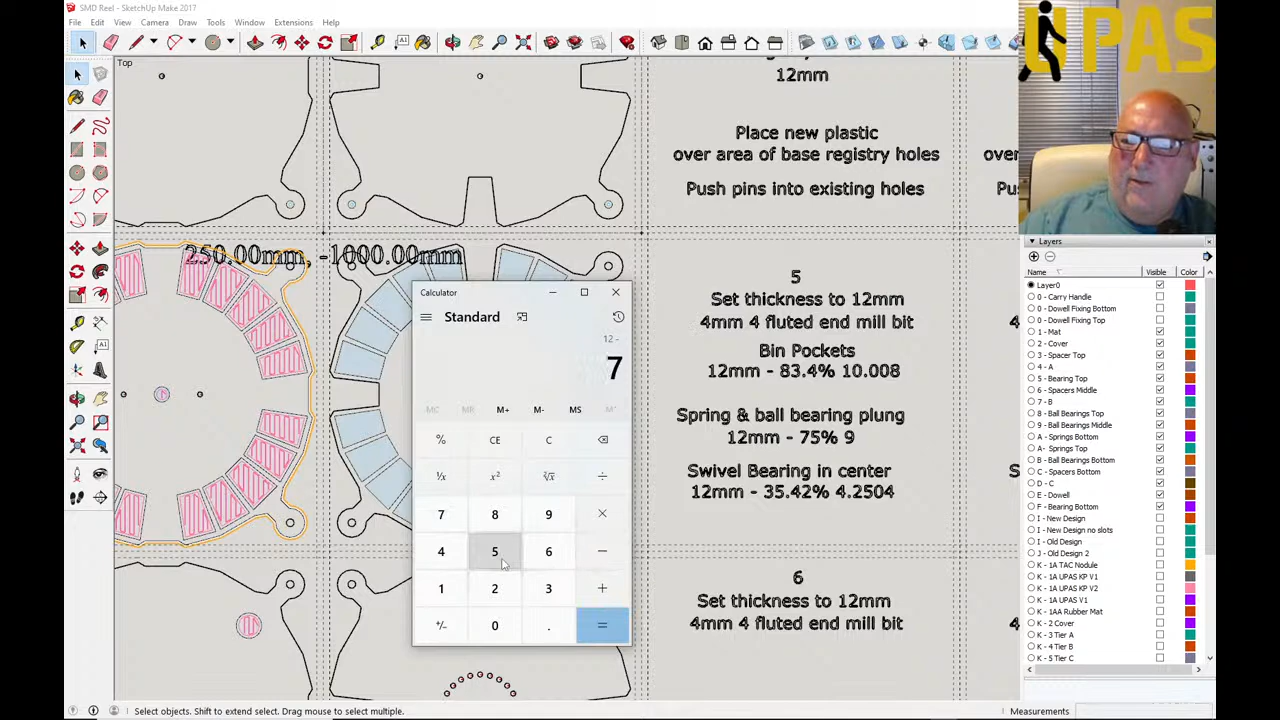 SMD Reel - SketchUp Make 2017
File Edit View Camera Draw Tools Window Extensions Help
Top
UPAS
12mm
Place new plastic
over area of base registry holes
Push pins into existing holes
250.00mm, -1000.00mm
5
Set thickness to 12mm
4mm 4 fluted end mill bit
Bin Pockets
12mm - 83.4% 10.008
Spring & ball bearing plung
12mm - 75% 9
Swivel Bearing in center
12mm - 35.42% 4.2504
6
Set thickness to 12mm
4mm 4 fluted end mill bit
Calculator
Standard
12 -
7
MC MR M+ M- MS M˅
% CE C
¹/x x² ²√x ÷
7 8 9 ×
4 5 6 −
1 2 3 +
+/- 0 . =
Layers
Name Visible Color
Layer0
0 - Carry Handle
0 - Dowell Fixing Bottom
0 - Dowell Fixing Top
1 - Mat
2 - Cover
3 - Spacer Top
4 - A
5 - Bearing Top
6 - Spacers Middle
7 - B
8 - Ball Bearings Top
9 - Ball Bearings Middle
A - Springs Bottom
A- Springs Top
B - Ball Bearings Bottom
C - Spacers Bottom
D - C
E - Dowell
F - Bearing Bottom
I - New Design
I - New Design no slots
I - Old Design
J - Old Design 2
K - 1A TAC Nodule
K - 1A UPAS KP V1
K - 1A UPAS KP V2
K - 1A UPAS V1
K - 1AA Rubber Mat
K - 2 Cover
K - 3 Tier A
K - 4 Tier B
K - 5 Tier C
Select objects. Shift to extend select. Drag mouse to select multiple.
Measurements